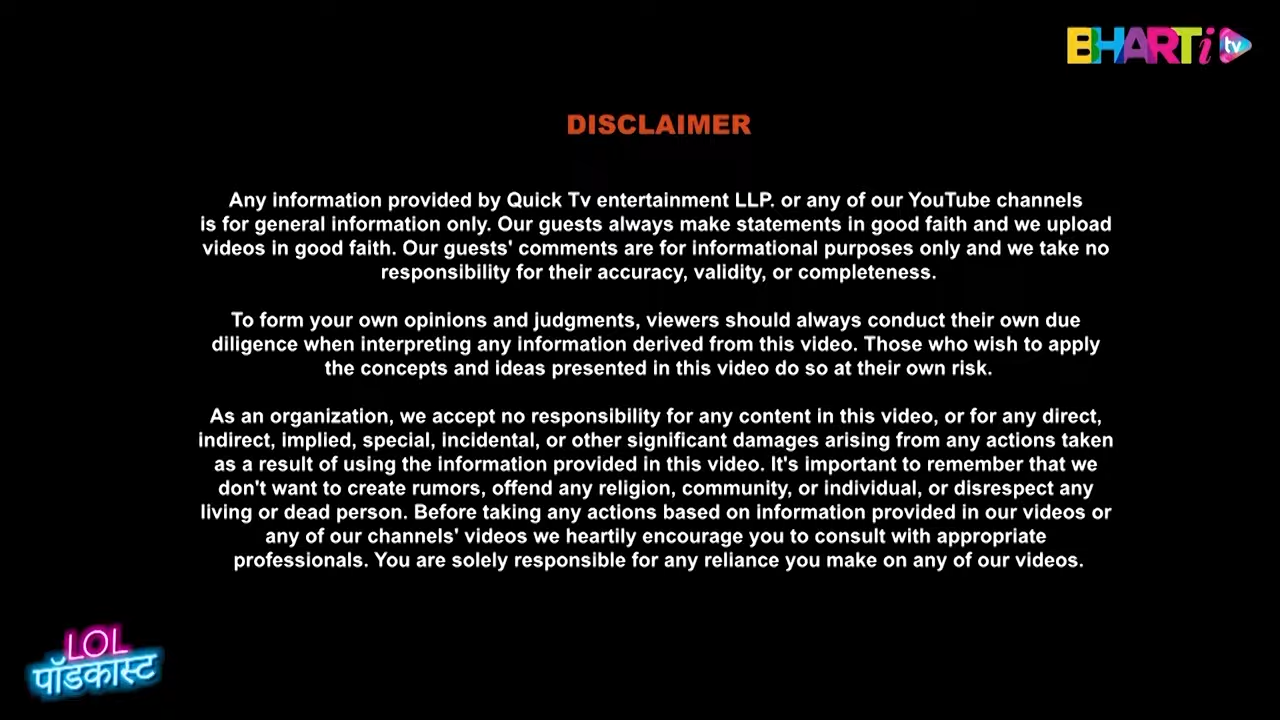 BHARTi tv
DISCLAIMER
Any information provided by Quick Tv entertainment LLP. or any of our YouTube channels
is for general information only. Our guests always make statements in good faith and we upload
videos in good faith. Our guests' comments are for informational purposes only and we take no
responsibility for their accuracy, validity, or completeness.
To form your own opinions and judgments, viewers should always conduct their own due
diligence when interpreting any information derived from this video. Those who wish to apply
the concepts and ideas presented in this video do so at their own risk.
As an organization, we accept no responsibility for any content in this video, or for any direct,
indirect, implied, special, incidental, or other significant damages arising from any actions taken
as a result of using the information provided in this video. It's important to remember that we
don't want to create rumors, offend any religion, community, or individual, or disrespect any
living or dead person. Before taking any actions based on information provided in our videos or
any of our channels' videos we heartily encourage you to consult with appropriate
professionals. You are solely responsible for any reliance you make on any of our videos.
LOL
पॉडकास्ट